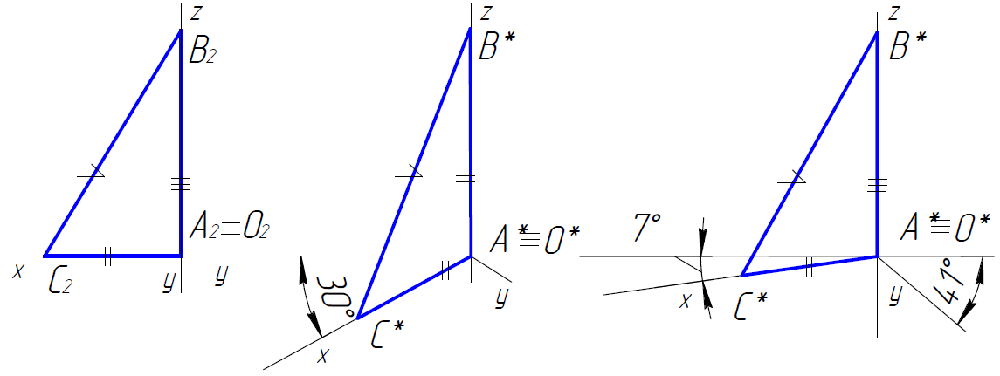 z
B₂
A₂≡O₂
x
C₂
y
y
z
B*
A*≡O*
30°
x
C*
y
z
B*
A*≡O*
7°
x
C*
y
41°